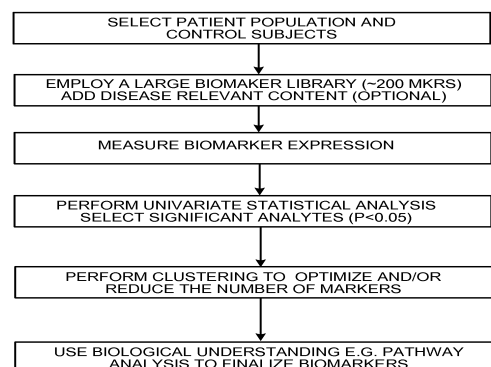 SELECT PATIENT POPULATION AND
CONTROL SUBJECTS
EMPLOY A LARGE BIOMAKER LIBRARY (~200 MKRS)
ADD DISEASE RELEVANT CONTENT (OPTIONAL)
MEASURE BIOMARKER EXPRESSION
PERFORM UNIVARIATE STATISTICAL ANALYSIS
SELECT SIGNIFICANT ANALYTES (P<0.05)
PERFORM CLUSTERING TO OPTIMIZE AND/OR
REDUCE THE NUMBER OF MARKERS
USE BIOLOGICAL UNDERSTANDING E.G. PATHWAY
ANALYSIS TO FINALIZE BIOMARKERS